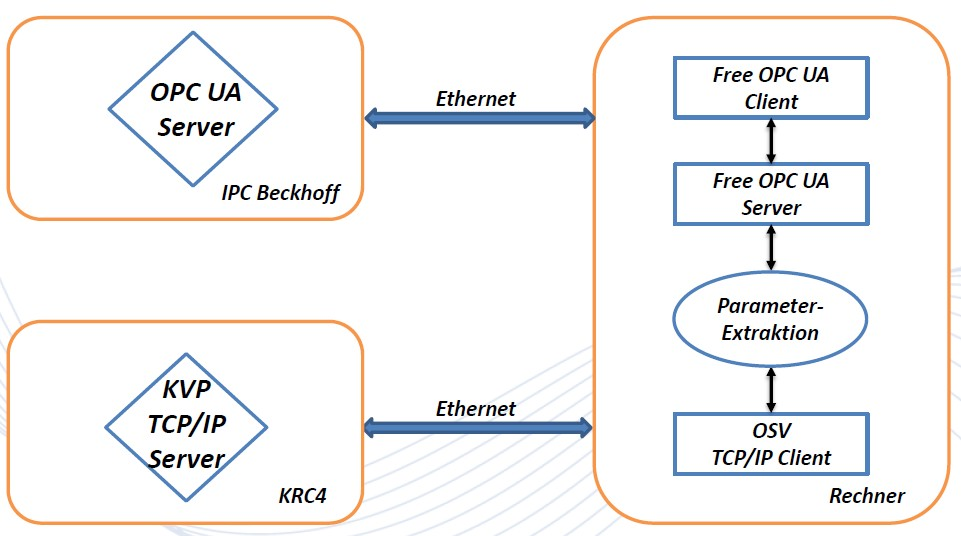 OPC UA
Server
IPC Beckhoff
Ethernet
KVP
TCP/IP
Server
KRC4
Ethernet
Free OPC UA
Client
Free OPC UA
Server
Parameter-
Extraktion
OSV
TCP/IP Client
Rechner